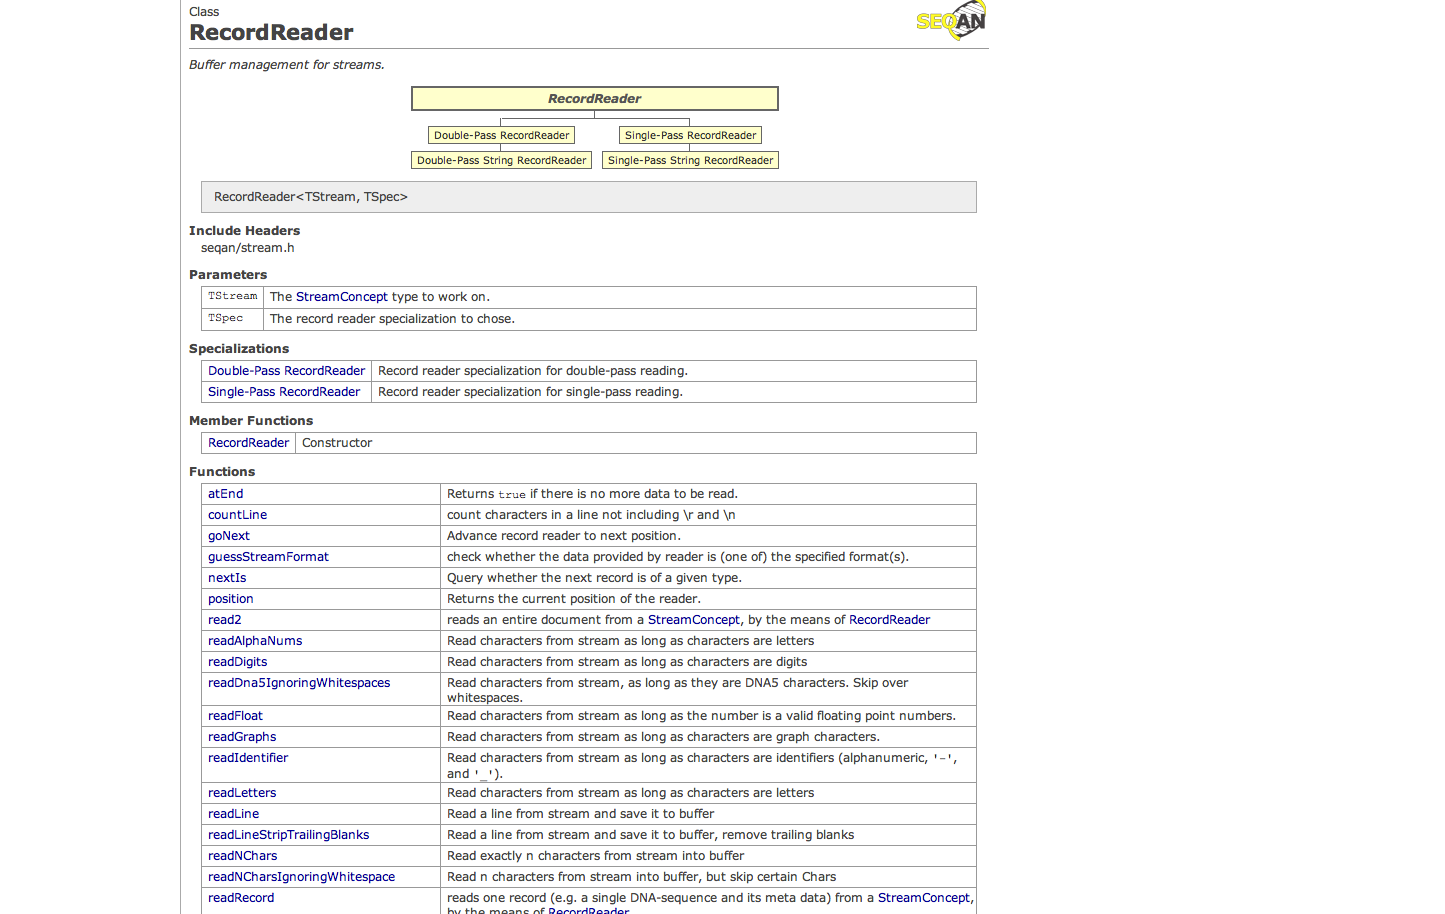 Class
RecordReader
SEQAN
Buffer management for streams.
RecordReader
Double-Pass RecordReader
Single-Pass RecordReader
Double-Pass String RecordReader
Single-Pass String RecordReader
RecordReader<TStream, TSpec>
Include Headers
seqan/stream.h
Parameters
TStream The StreamConcept type to work on.
TSpec The record reader specialization to chose.
Specializations
Double-Pass RecordReader Record reader specialization for double-pass reading.
Single-Pass RecordReader Record reader specialization for single-pass reading.
Member Functions
RecordReader Constructor
Functions
atEnd Returns true if there is no more data to be read.
countLine count characters in a line not including \r and \n
goNext Advance record reader to next position.
guessStreamFormat check whether the data provided by reader is (one of) the specified format(s).
nextIs Query whether the next record is of a given type.
position Returns the current position of the reader.
read2 reads an entire document from a StreamConcept, by the means of RecordReader
readAlphaNums Read characters from stream as long as characters are letters
readDigits Read characters from stream as long as characters are digits
readDna5IgnoringWhitespaces Read characters from stream, as long as they are DNA5 characters. Skip over
whitespaces.
readFloat Read characters from stream as long as the number is a valid floating point numbers.
readGraphs Read characters from stream as long as characters are graph characters.
readIdentifier Read characters from stream as long as characters are identifiers (alphanumeric, '-',
and '_').
readLetters Read characters from stream as long as characters are letters
readLine Read a line from stream and save it to buffer
readLineStripTrailingBlanks Read a line from stream and save it to buffer, remove trailing blanks
readNChars Read exactly n characters from stream into buffer
readNCharsIgnoringWhitespace Read n characters from stream into buffer, but skip certain Chars
readRecord reads one record (e.g. a single DNA-sequence and its meta data) from a StreamConcept,
by the means of RecordReader